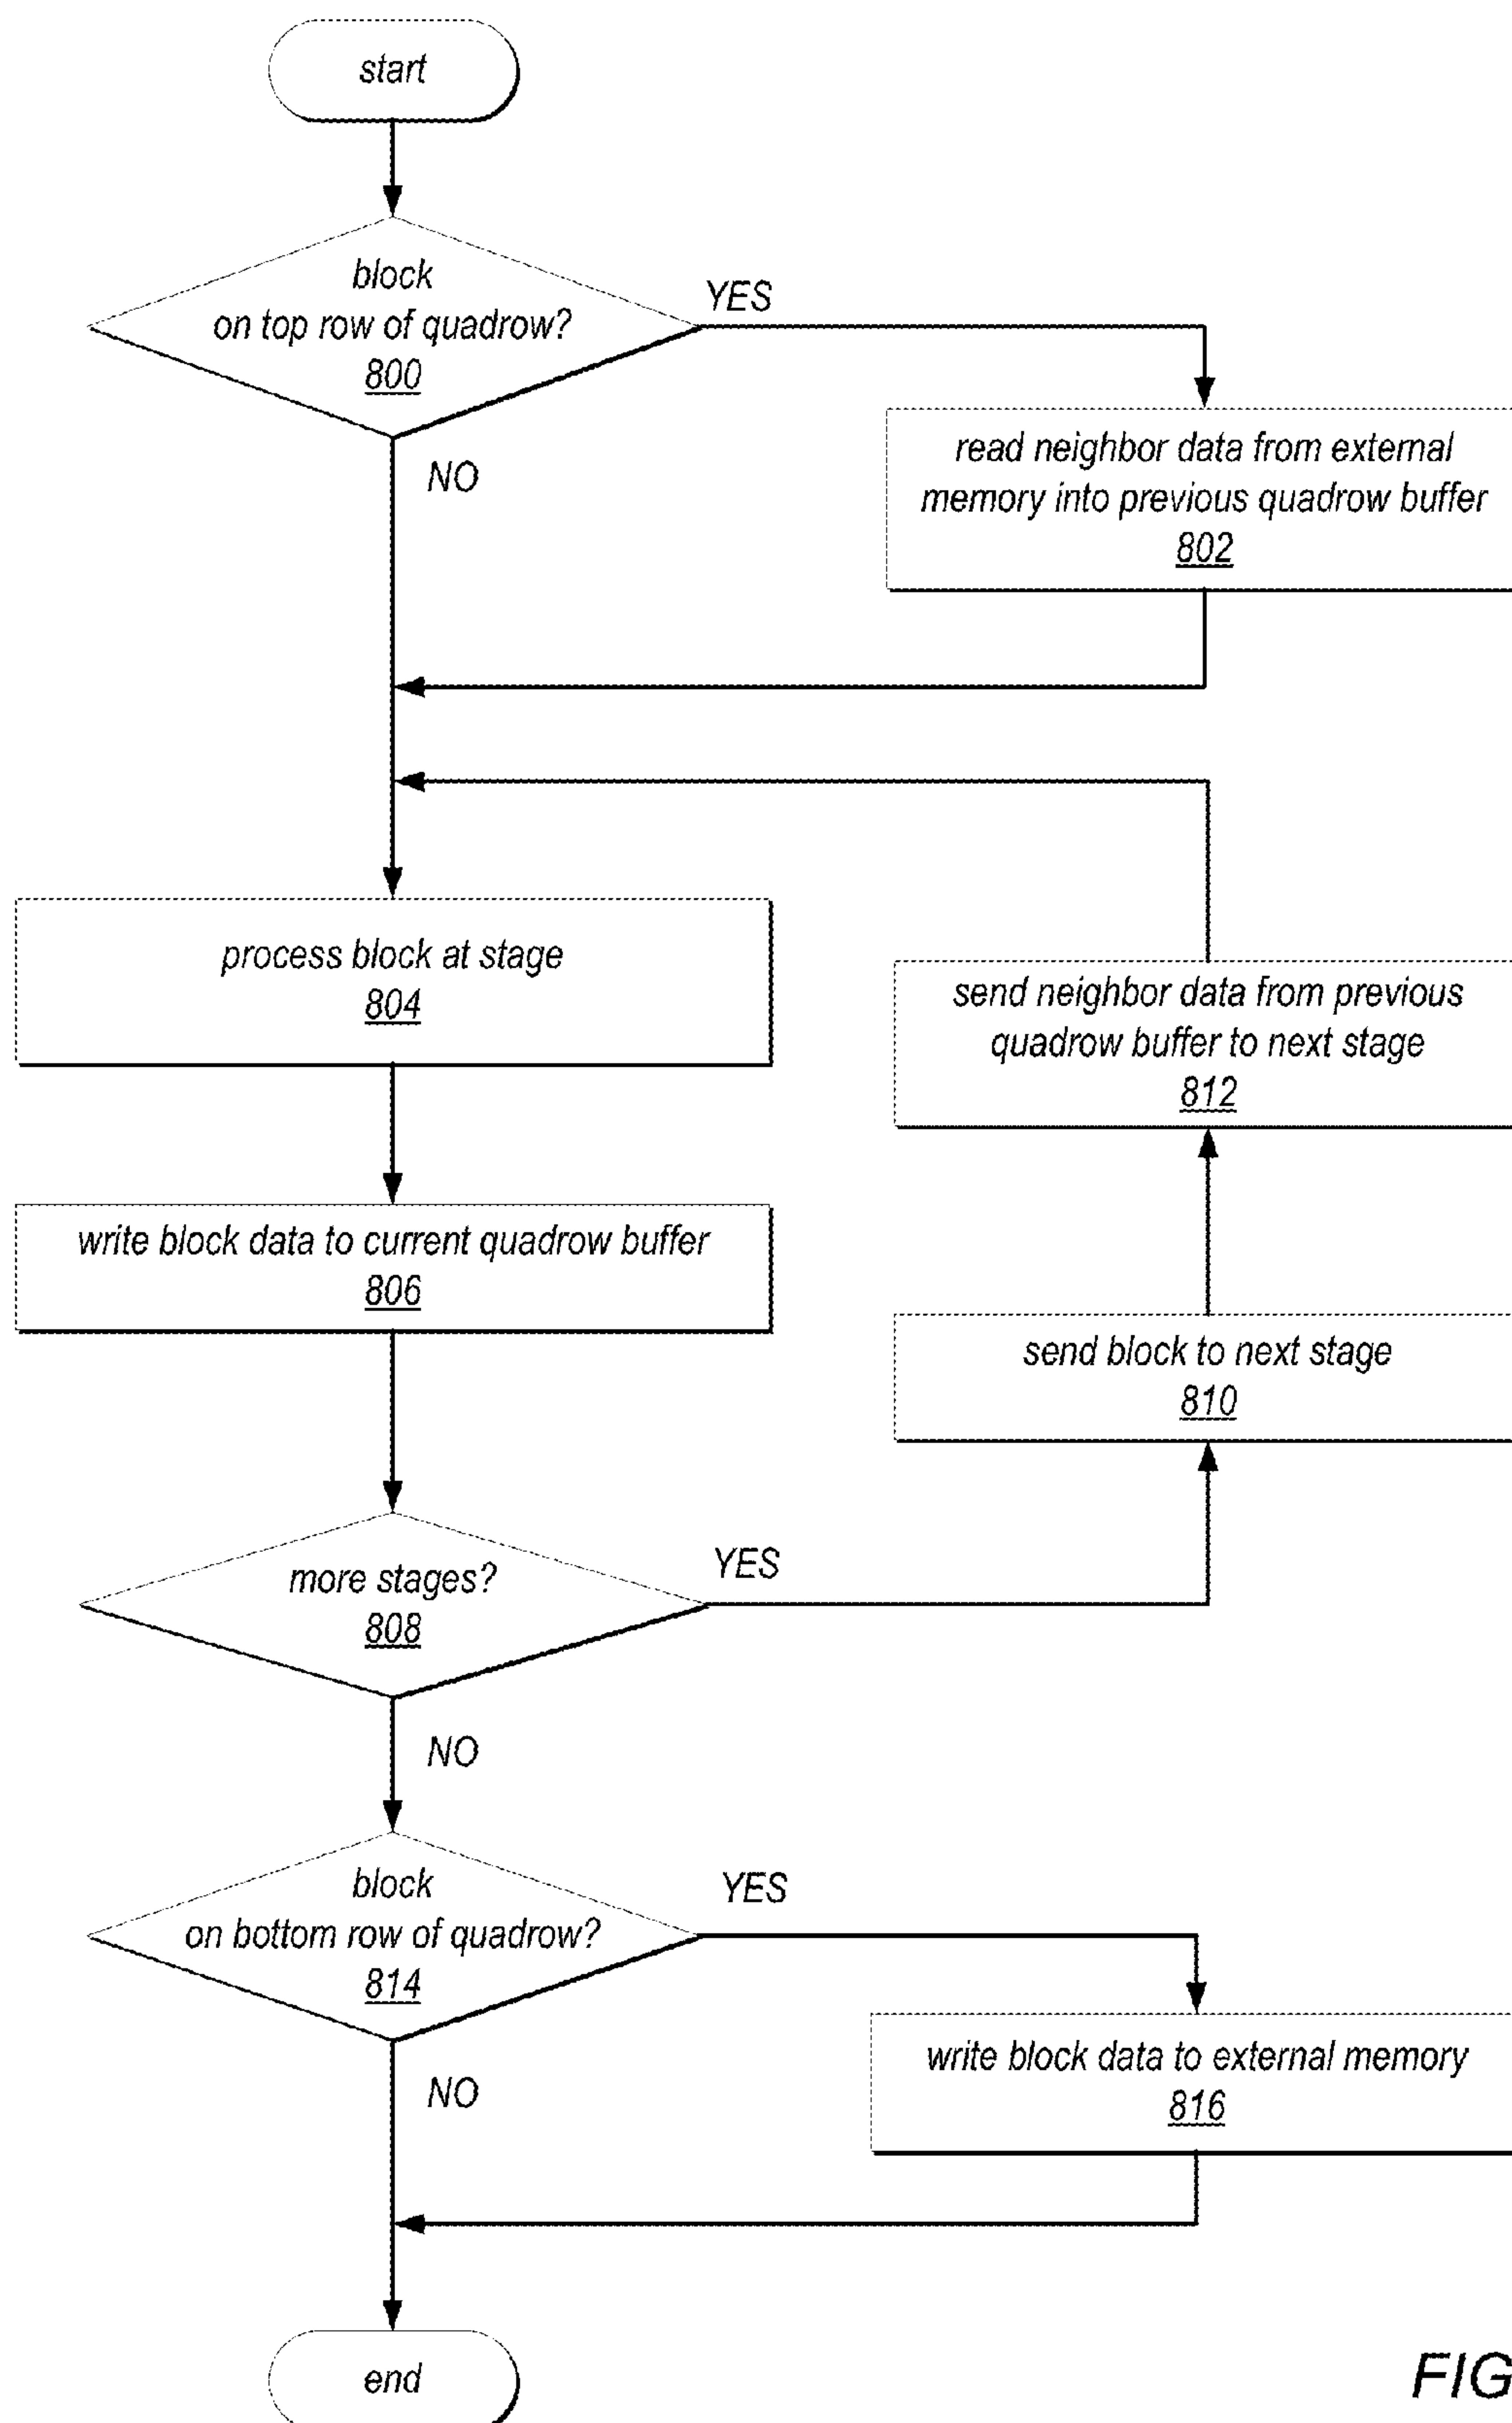 start
block
on top row of quadrow?
800
YES
NO
read neighbor data from external
memory into previous quadrow buffer
802
process block at stage
804
send neighbor data from previous
quadrow buffer to next stage
812
write block data to current quadrow buffer
806
send block to next stage
810
more stages?
808
YES
NO
block
on bottom row of quadrow?
814
YES
NO
write block data to external memory
816
end
FIG